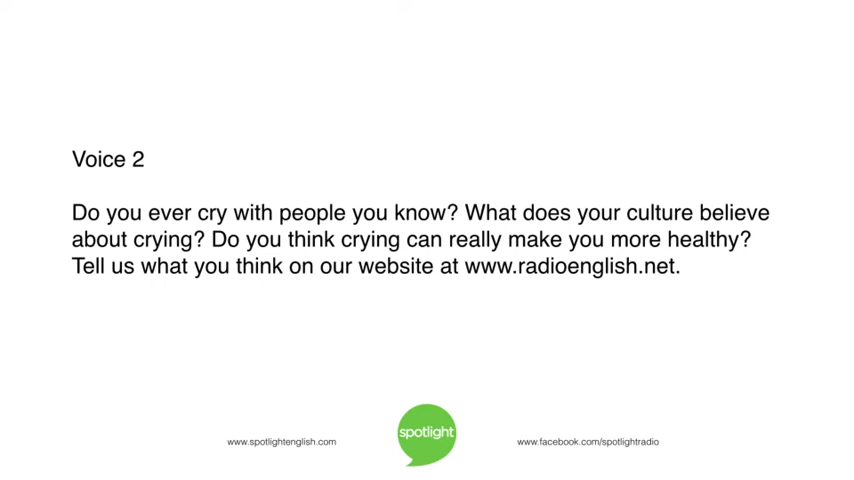 Voice 2
Do you ever cry with people you know? What does your culture believe
about crying? Do you think crying can really make you more healthy?
Tell us what you think on our website at www.radioenglish.net.
www.spotlightenglish.com
spotlight
www.facebook.com/spotlightradio